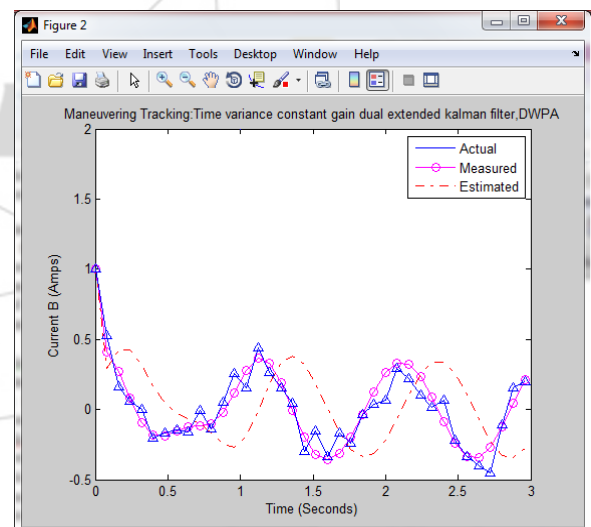 Figure 2
File Edit View Insert Tools Desktop Window Help
Maneuvering Tracking:Time variance constant gain dual extended kalman filter,DWPA
Actual
Measured
Estimated
2
1.5
1
0.5
0
-0.5
Current B (Amps)
0 0.5 1 1.5 2 2.5 3
Time (Seconds)